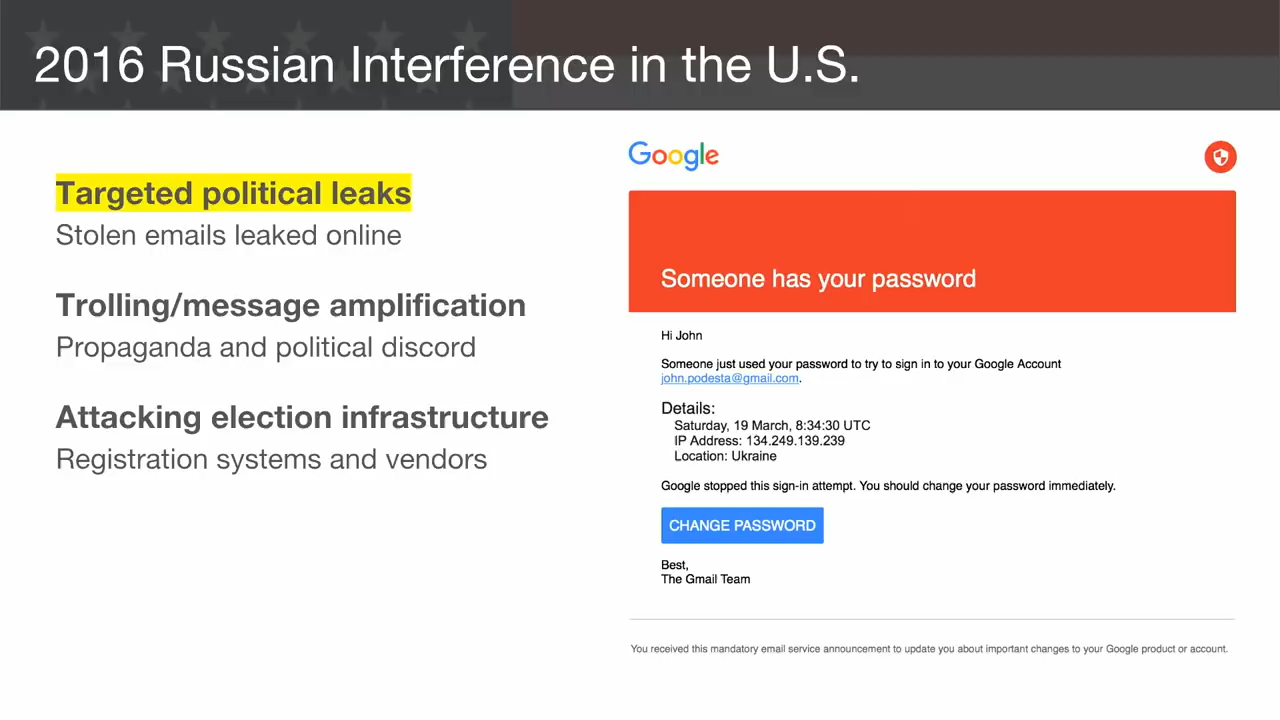 2016 Russian Interference in the U.S.
Targeted political leaks
Stolen emails leaked online
Trolling/message amplification
Propaganda and political discord
Attacking election infrastructure
Registration systems and vendors
Google
Someone has your password
Hi John
Someone just used your password to try to sign in to your Google Account
john.podesta@gmail.com.
Details:
Saturday, 19 March, 8:34:30 UTC
IP Address: 134.249.139.239
Location: Ukraine
Google stopped this sign-in attempt. You should change your password immediately.
CHANGE PASSWORD
Best,
The Gmail Team
You received this mandatory email service announcement to update you about important changes to your Google product or account.